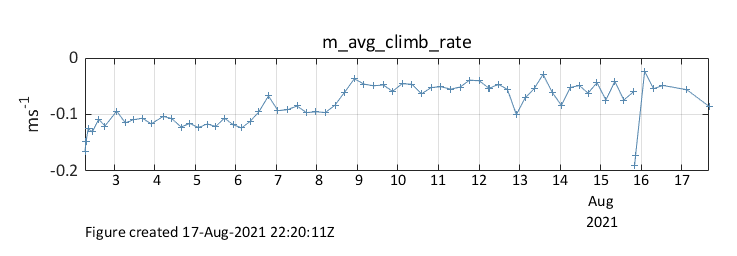 m_avg_climb_rate
0
-0.1
-0.2
ms-1
3 4 5 6 7 8 9 10 11 12 13 14 15 16 17
Aug
2021
Figure created 17-Aug-2021 22:20:11Z